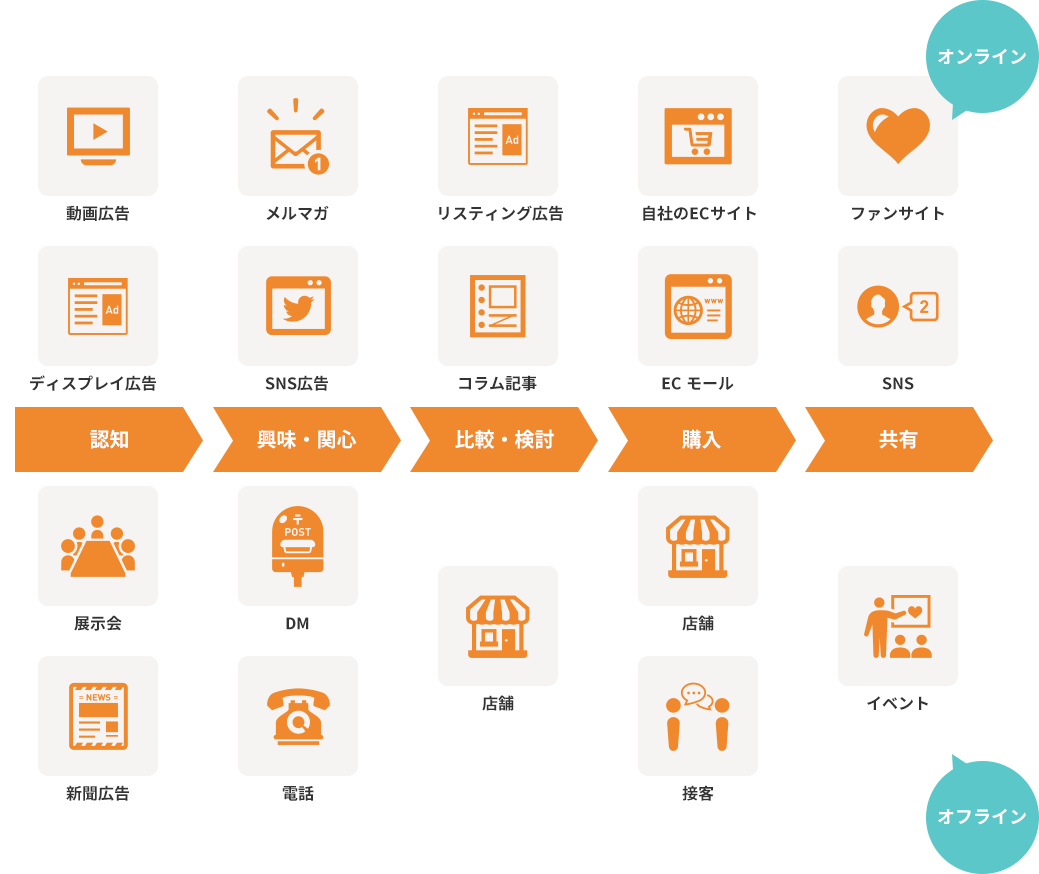 オンライン
動画広告
メルマガ
1
Ad
リスティング広告
自社のECサイト
ファンサイト
Ad
ディスプレイ広告
SNS広告
コラム記事
www
EC モール
2
SNS
認知
興味・関心
比較・検討
購入
共有
展示会
〒
POST
DM
店舗
店舗
イベント
NEWS
新聞広告
電話
接客
オフライン